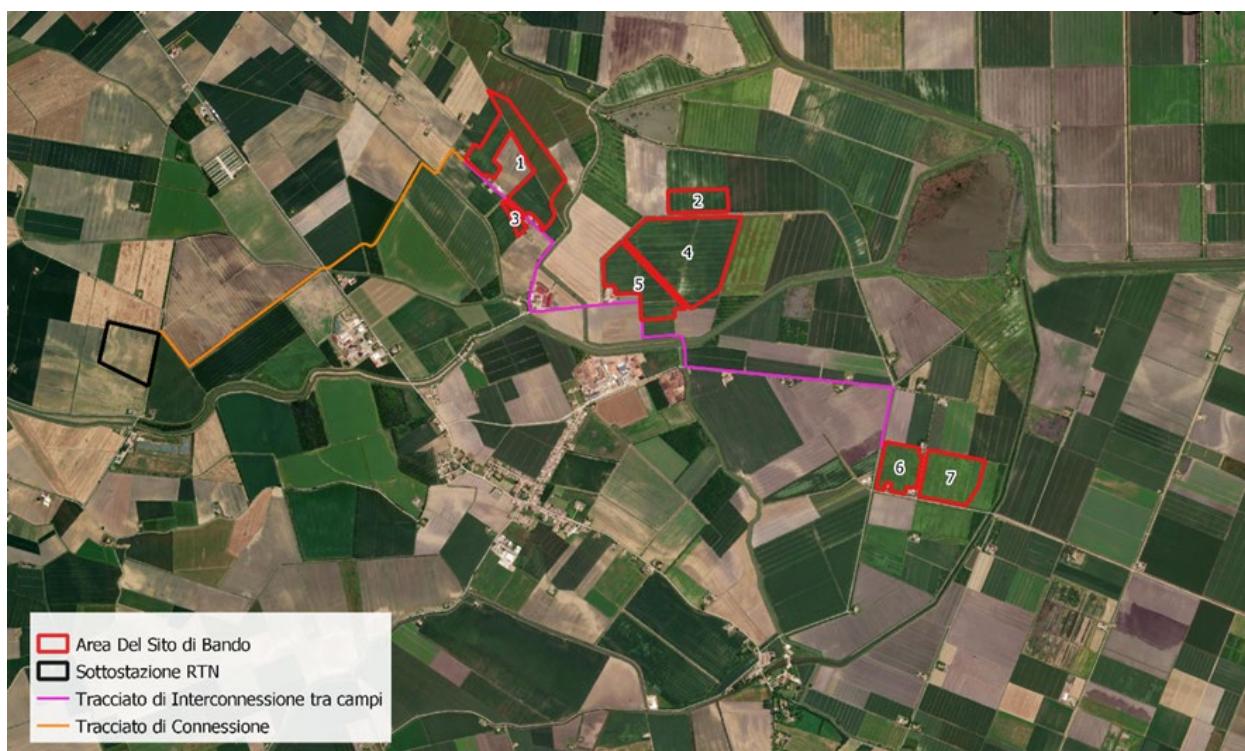 1
2
3
4
5
6
7
Area Del Sito di Bando
Sottostazione RTN
Tracciato di Interconnessione tra campi
Tracciato di Connessione